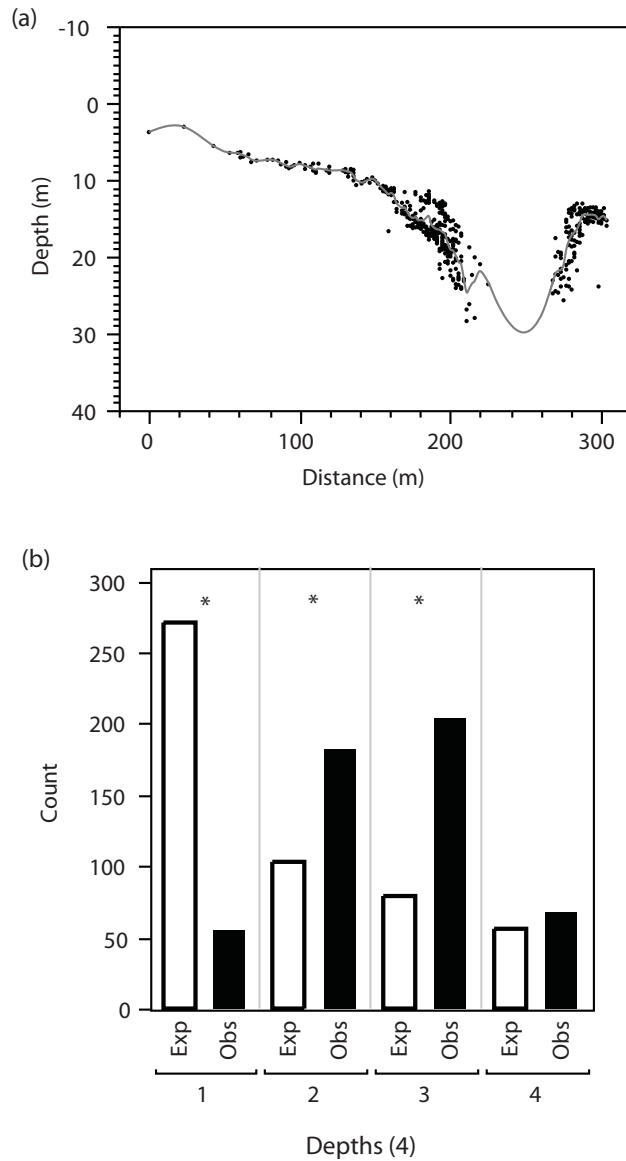 (a)
-10
0
10
20
30
40
Depth (m)
0 100 200 300
Distance (m)
(b)
300
250
200
150
100
50
0
Count
* * *
Exp Obs Exp Obs Exp Obs Exp Obs
1 2 3 4
Depths (4)